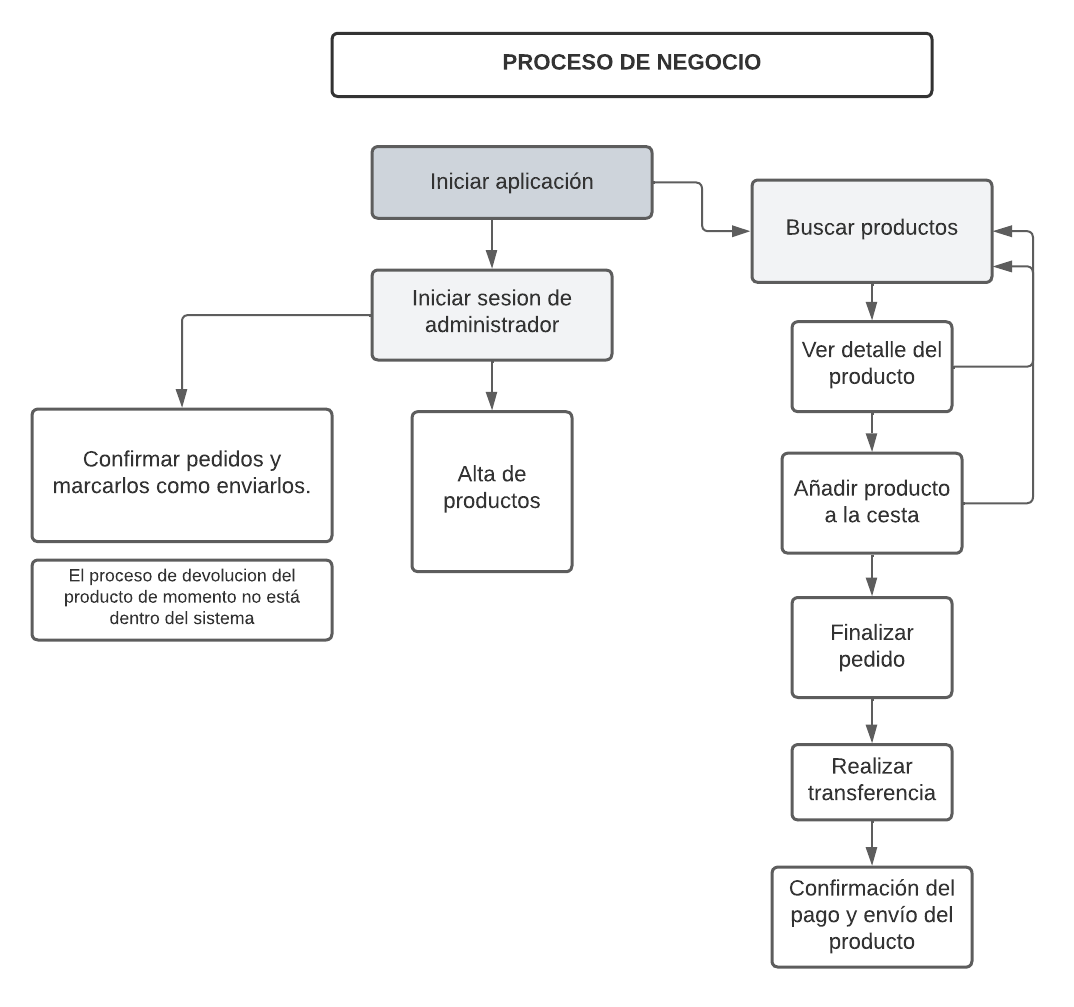 PROCESO DE NEGOCIO
Iniciar aplicación
Buscar productos
Iniciar sesion de
administrador
Ver detalle del
producto
Confirmar pedidos y
marcarlos como enviarlos.
Alta de
productos
Añadir producto
a la cesta
El proceso de devolucion del
producto de momento no está
dentro del sistema
Finalizar
pedido
Realizar
transferencia
Confirmación del
pago y envío del
producto